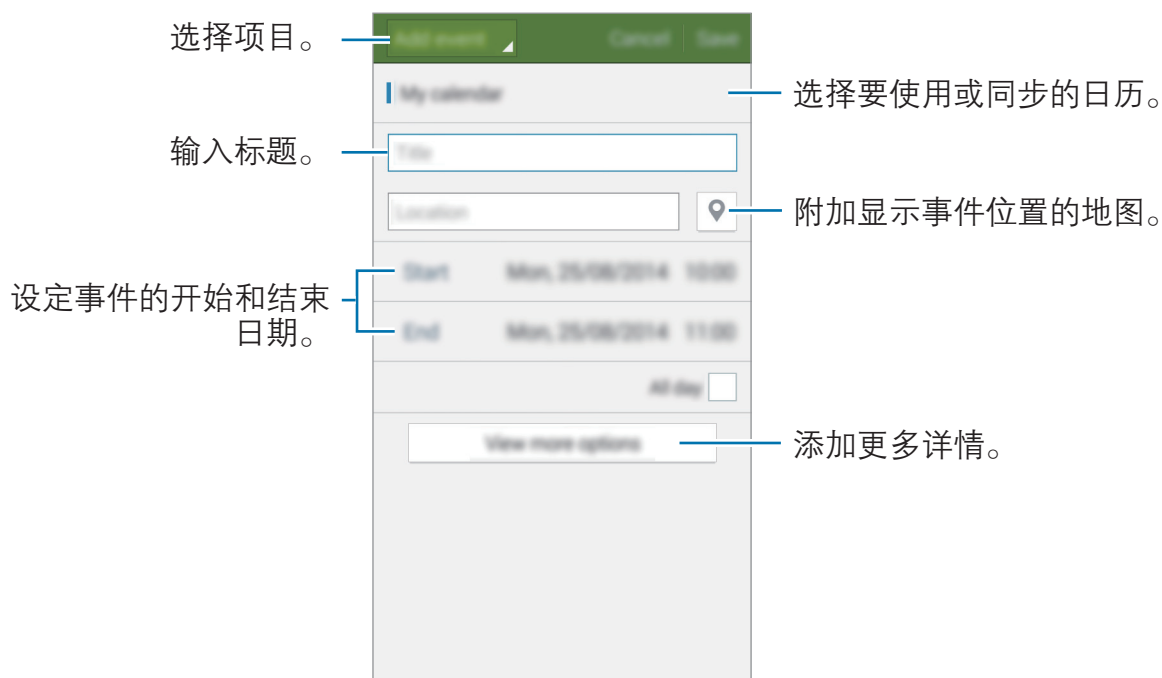 选择项目。
Add event
Cancel
Save
My calendar
选择要使用或同步的日历。
输入标题。
Title
Location
附加显示事件位置的地图。
Start Mon, 25/08/2014 10:00
设定事件的开始和结束
日期。
End Mon, 25/08/2014 11:00
All day
View more options
添加更多详情。